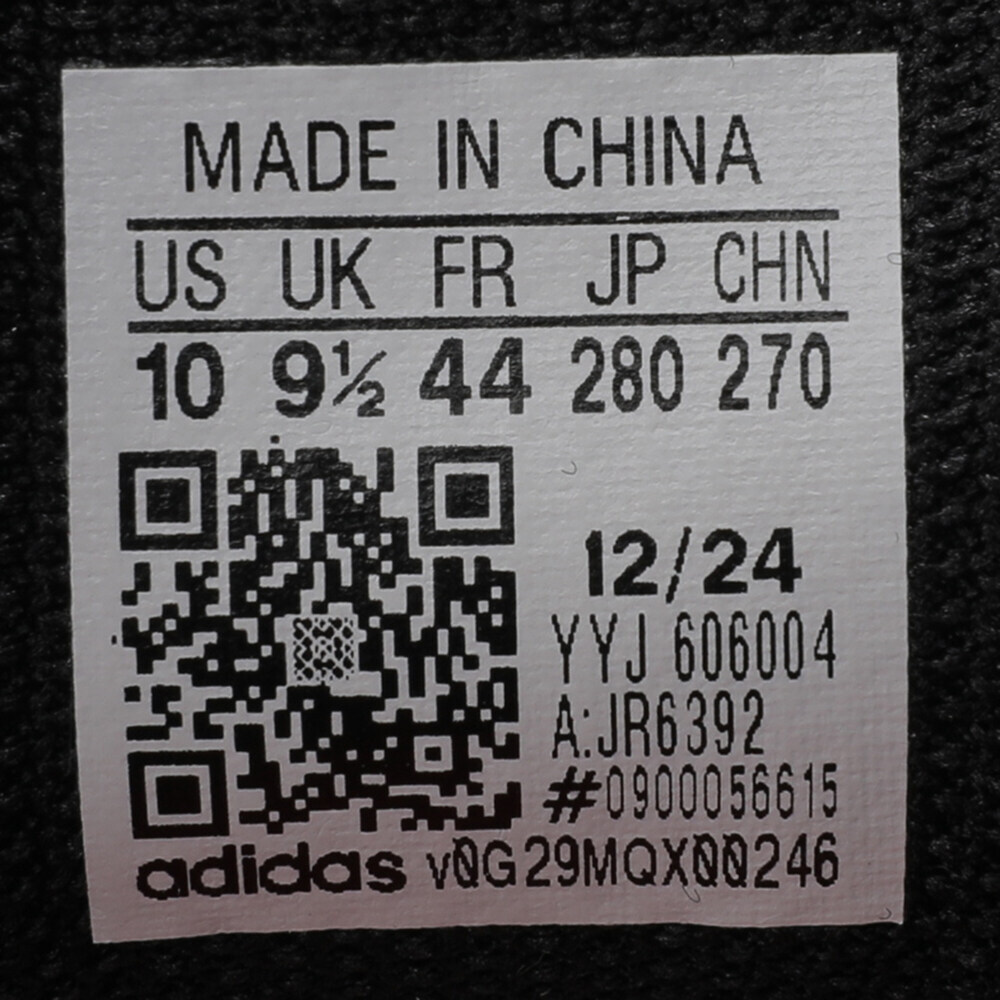 MADE IN CHINA
US UK FR JP CHN
10 9½ 44 280 270
12/24
YYJ 606004
A:JR6392
#0900056615
adidas v0G29MQX00246